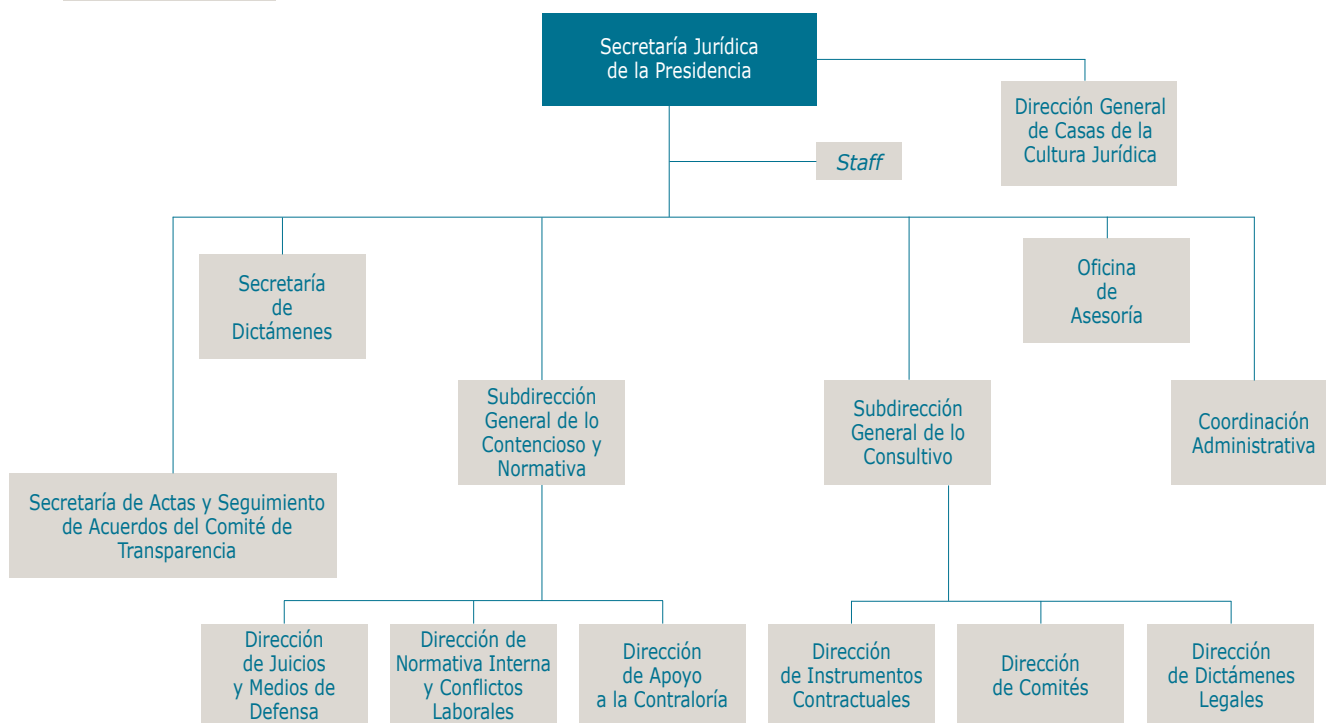 Secretaría Jurídica
de la Presidencia
Dirección General
de Casas de la
Cultura Jurídica
Staff
Secretaría
de
Dictámenes
Oficina
de
Asesoría
Subdirección
General de lo
Contencioso y
Normativa
Subdirección
General de lo
Consultivo
Coordinación
Administrativa
Secretaría de Actas y Seguimiento
de Acuerdos del Comité de
Transparencia
Dirección
de Juicios
y Medios de
Defensa
Dirección de
Normativa Interna
y Conflictos
Laborales
Dirección
de Apoyo
a la Contraloría
Dirección
de Instrumentos
Contractuales
Dirección
de Comités
Dirección
de Dictámenes
Legales